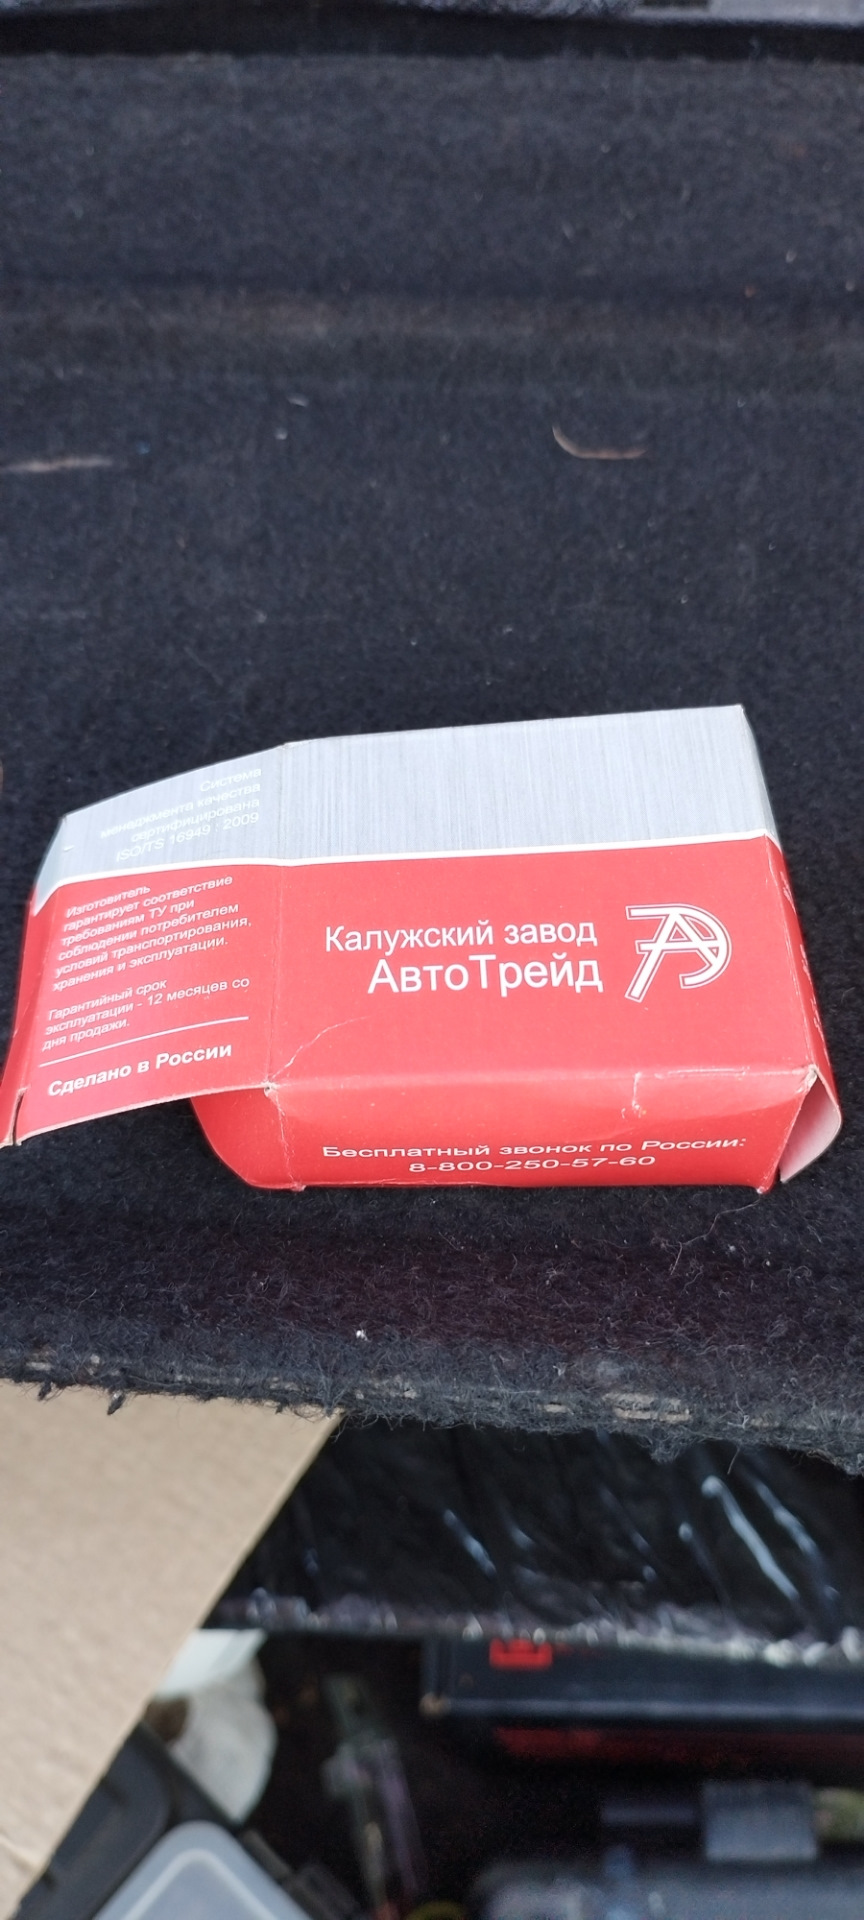 Система
менеджмента качества
сертифицирована
ISO/TS 16949 : 2009
Изготовитель
гарантирует соответствие
требованиям ТУ при
соблюдении потребителем
условий транспортирования,
хранения и эксплуатации.
Гарантийный срок
эксплуатации - 12 месяцев со
дня продажи.
Сделано в России
Калужский завод
АвтоТрейд
Бесплатный звонок по России:
8-800-250-57-60